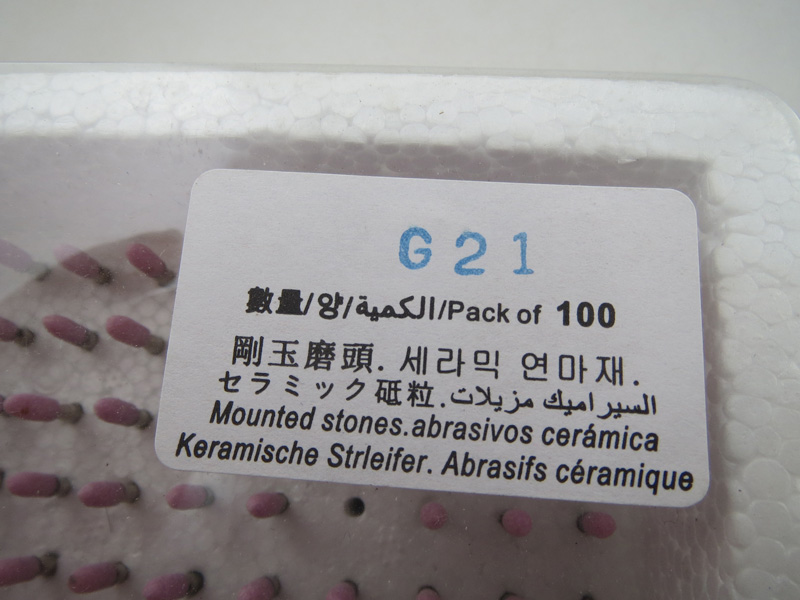 G21
數量/양/الكمية/Pack of 100
剛玉磨頭. 세라믹 연마재.
セラミック砥粒.السيراميك مزيلات
Mounted stones.abrasivos cerámica
Keramische Strleifer. Abrasifs céramique